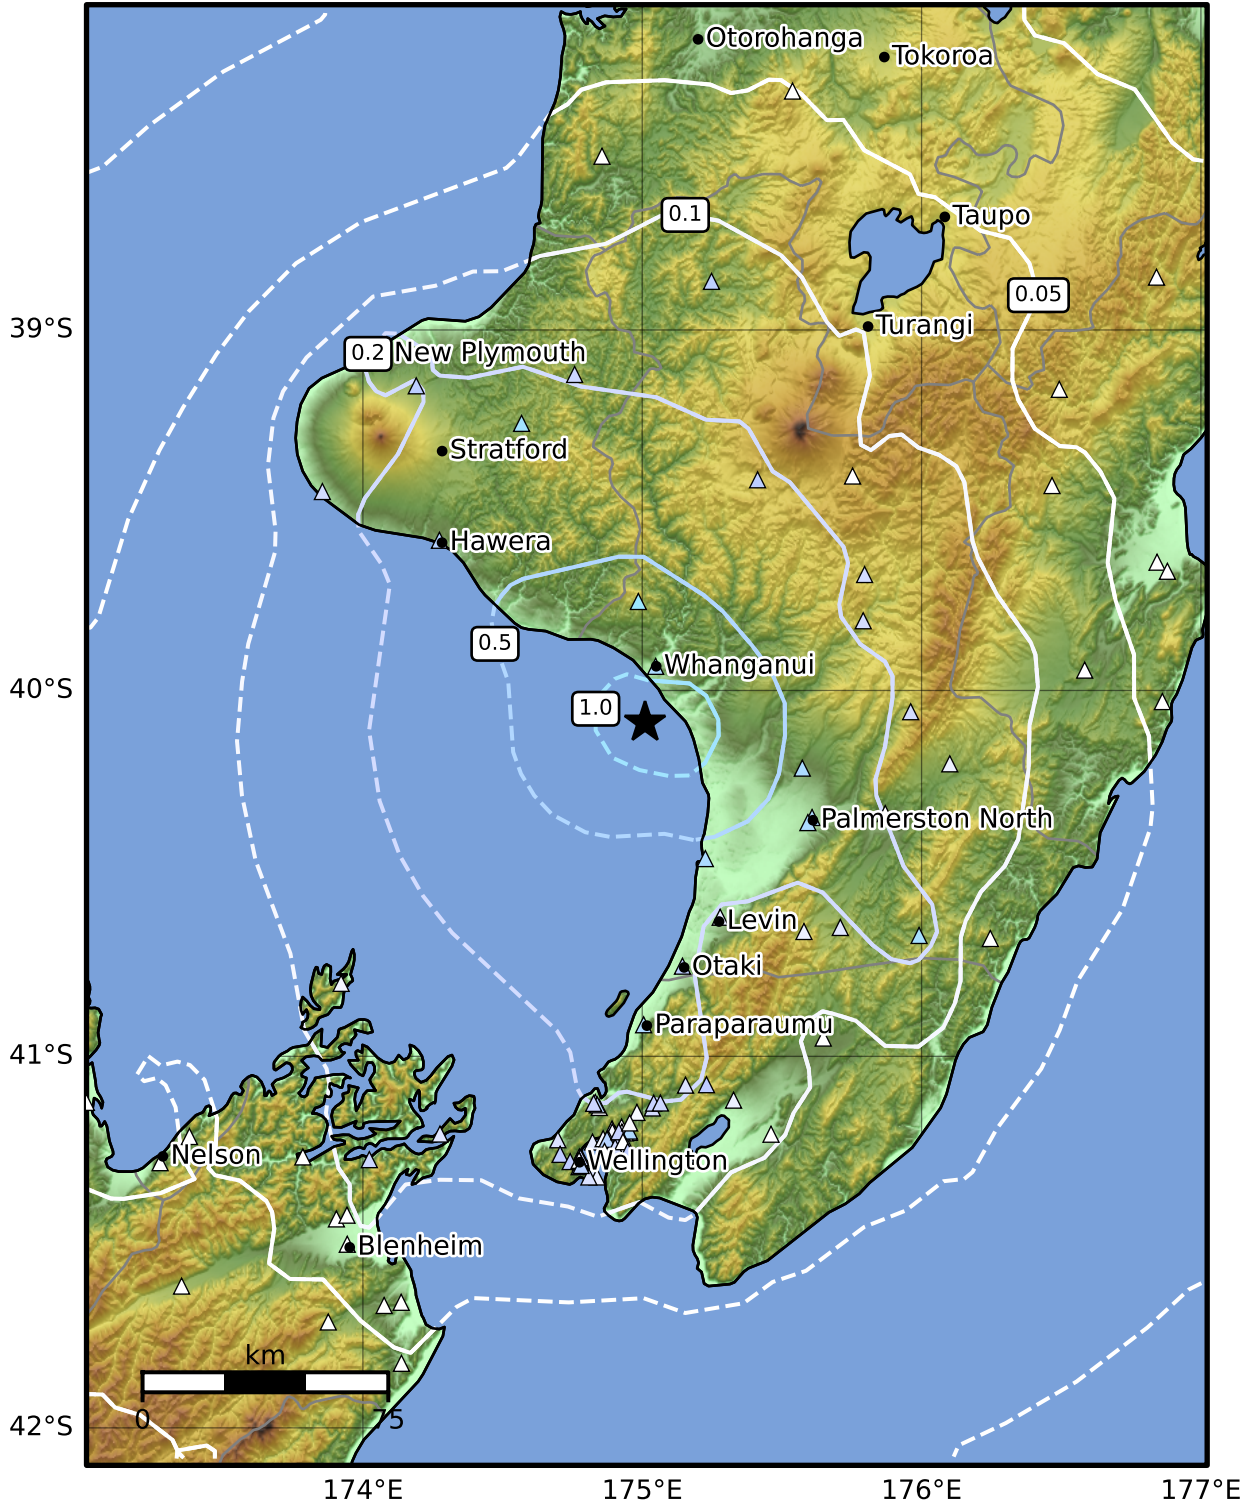 Otorohanga
Tokoroa
0.1
Taupo
0.05
39°S
Turangi
0.2
New Plymouth
Stratford
Hawera
0.5
Whanganui
40°S
1.0
Palmerston North
Levin
Otaki
Paraparaumu
41°S
Nelson
Wellington
Blenheim
km
0
75
42°S
174°E
175°E
176°E
177°E